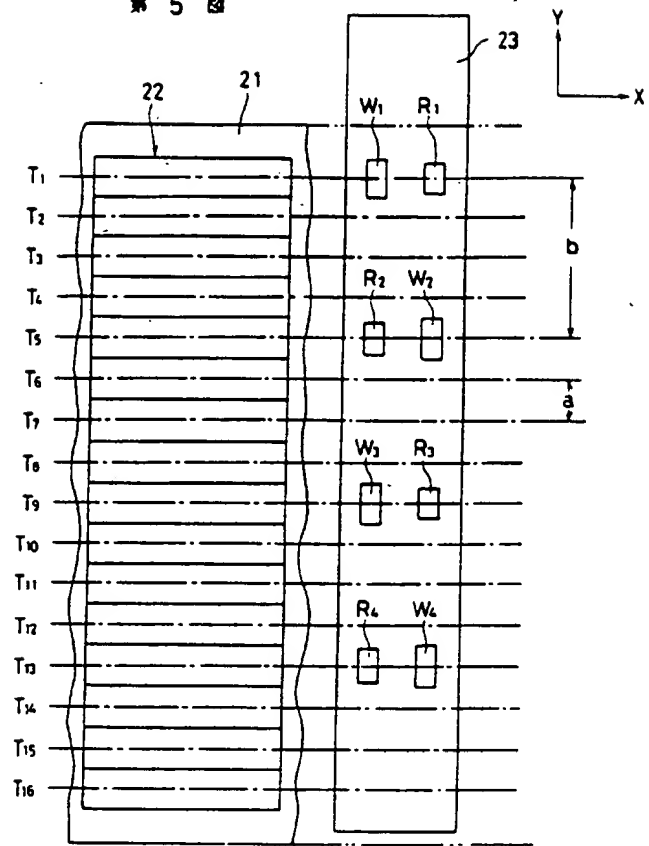 第 5 図
Y
X
23
21
22
W₁ R₁
T₁
T₂
b
T₃
R₂ W₂
T₄
T₅
T₆
a
T₇
W₃ R₃
T₈
T₉
T₁₀
T₁₁
R₄ W₄
T₁₂
T₁₃
T₁₄
T₁₅
T₁₆